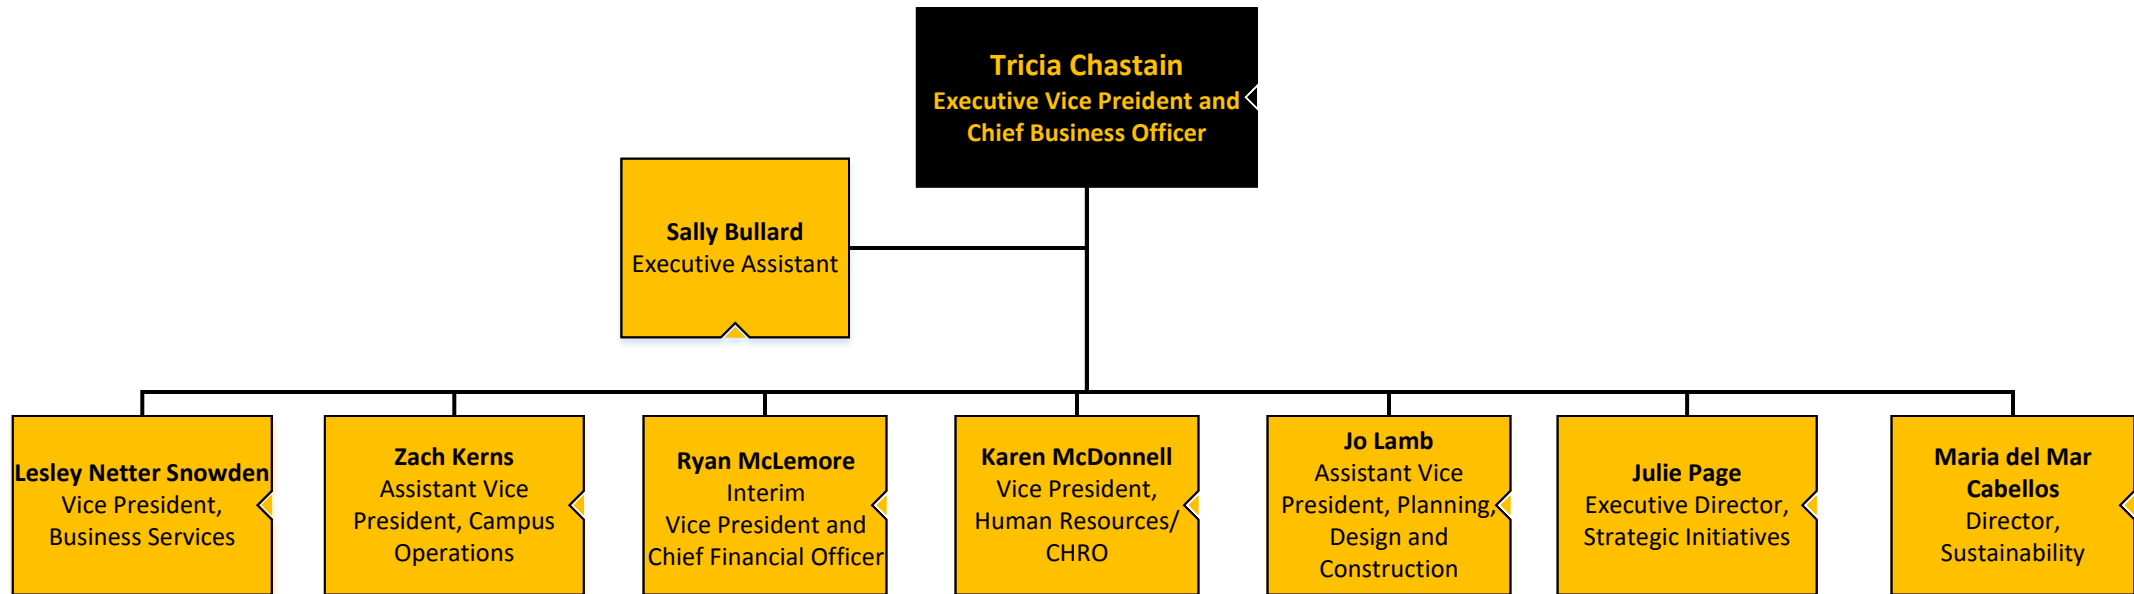 Tricia Chastain
Executive Vice Preident and
Chief Business Officer
Sally Bullard
Executive Assistant
Lesley Netter Snowden
Vice President,
Business Services
Zach Kerns
Assistant Vice
President, Campus
Operations
Ryan McLemore
Interim
Vice President and
Chief Financial Officer
Karen McDonnell
Vice President,
Human Resources/
CHRO
Jo Lamb
Assistant Vice
President, Planning,
Design and
Construction
Julie Page
Executive Director,
Strategic Initiatives
Maria del Mar
Cabellos
Director,
Sustainability